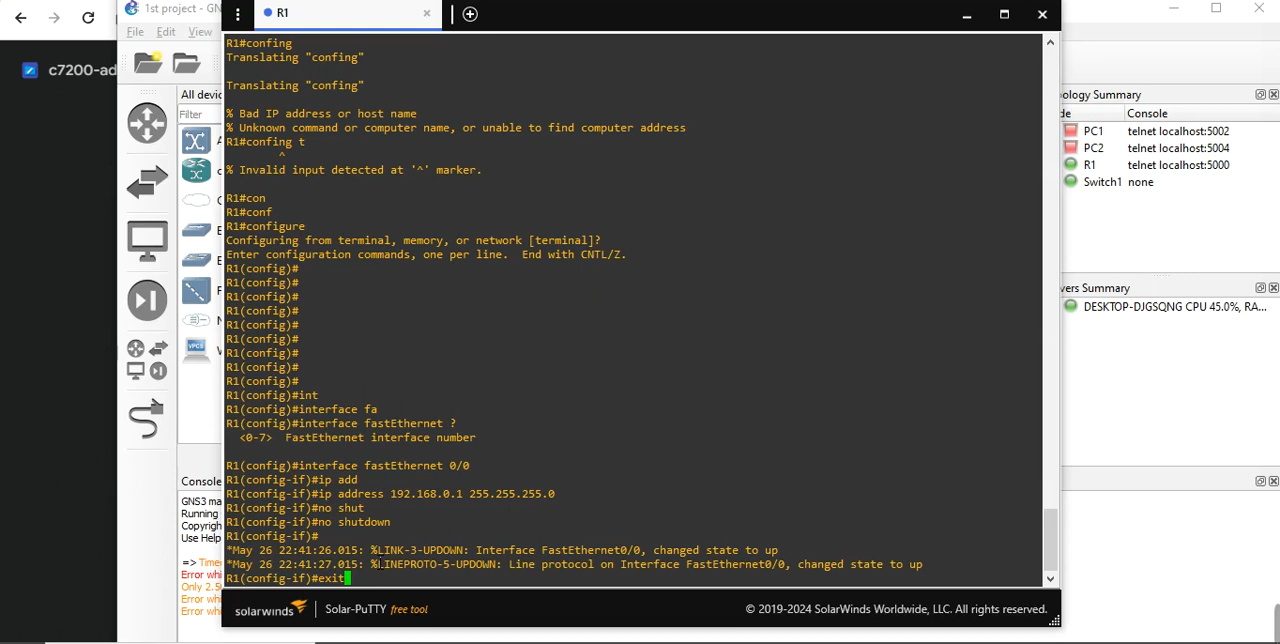 1st project - GN
R1
File Edit View
c7200-ad
All devic
Filter
R1#confing
Translating "confing"
Translating "confing"
% Bad IP address or host name
% Unknown command or computer name, or unable to find computer address
R1#confing t
^
% Invalid input detected at '^' marker.
R1#con
R1#conf
R1#configure
Configuring from terminal, memory, or network [terminal]?
Enter configuration commands, one per line. End with CNTL/Z.
R1(config)#
R1(config)#
R1(config)#
R1(config)#
R1(config)#
R1(config)#
R1(config)#
R1(config)#
R1(config)#
R1(config)#int
R1(config)#interface fa
R1(config)#interface fastEthernet ?
<0-7> FastEthernet interface number
R1(config)#interface fastEthernet 0/0
R1(config-if)#ip add
R1(config-if)#ip address 192.168.0.1 255.255.255.0
R1(config-if)#no shut
R1(config-if)#no shutdown
R1(config-if)#
*May 26 22:41:26.015: %LINK-3-UPDOWN: Interface FastEthernet0/0, changed state to up
*May 26 22:41:27.015: %LINEPROTO-5-UPDOWN: Line protocol on Interface FastEthernet0/0, changed state to up
R1(config-if)#exit
solarwinds
Solar-PuTTY free tool
© 2019-2024 SolarWinds Worldwide, LLC. All rights reserved.
VPCS
Console
GNS3 ma
Running
Copyrigh
Use Help
=> Time
Error whi
Only 2.5
Error whi
Error whi
ology Summary
de Console
PC1 telnet localhost:5002
PC2 telnet localhost:5004
R1 telnet localhost:5000
Switch1 none
vers Summary
DESKTOP-DJGSQNG CPU 45.0%, RA...